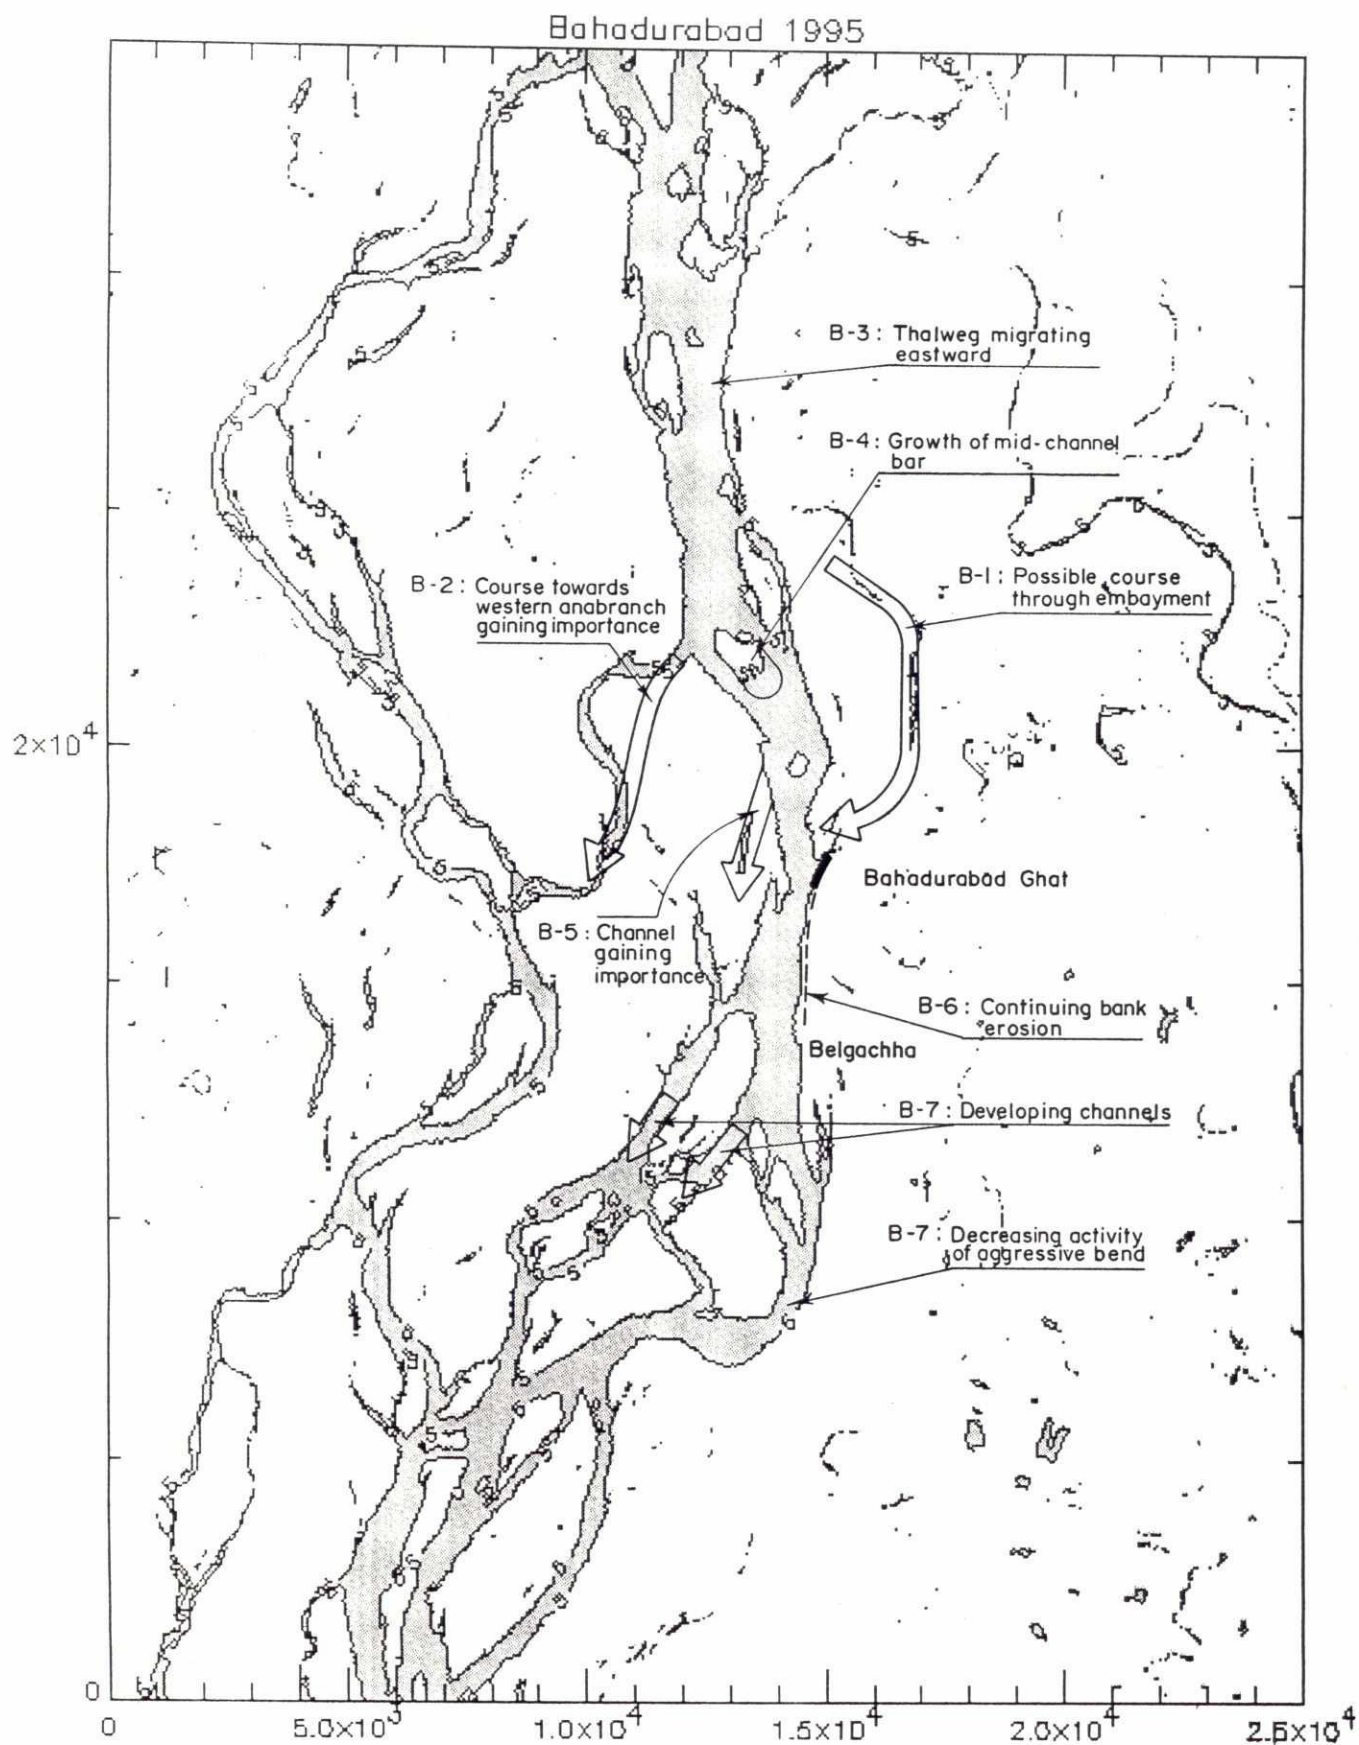 Bahadurabad 1995
B-3: Thalweg migrating
eastward
B-4: Growth of mid-channel
bar
B-2: Course towards
western anabranch
gaining importance
B-1: Possible course
through embayment
2×10⁴
Bahadurabad Ghat
B-5: Channel
gaining
importance
B-6: Continuing bank
erosion
Belgachha
B-7: Developing channels
B-7: Decreasing activity
of aggressive bend
0
0 5.0×10³ 1.0×10⁴ 1.5×10⁴ 2.0×10⁴ 2.5×10⁴